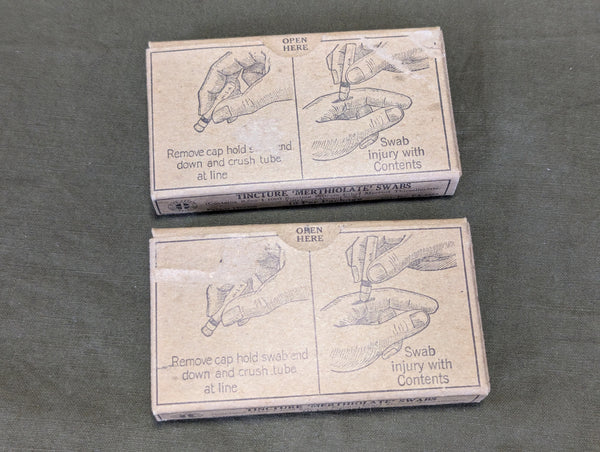 OPEN
HERE
Remove cap hold s end
down and crush tube
at line
Swab
injury with
Contents
TINCTURE 'MERTHIOLATE' SWABS
OPEN
HERE
Remove cap hold swab end
down and crush tube
at line
Swab
injury with
Contents
TINCTURE 'MERTHIOLATE' SWABS